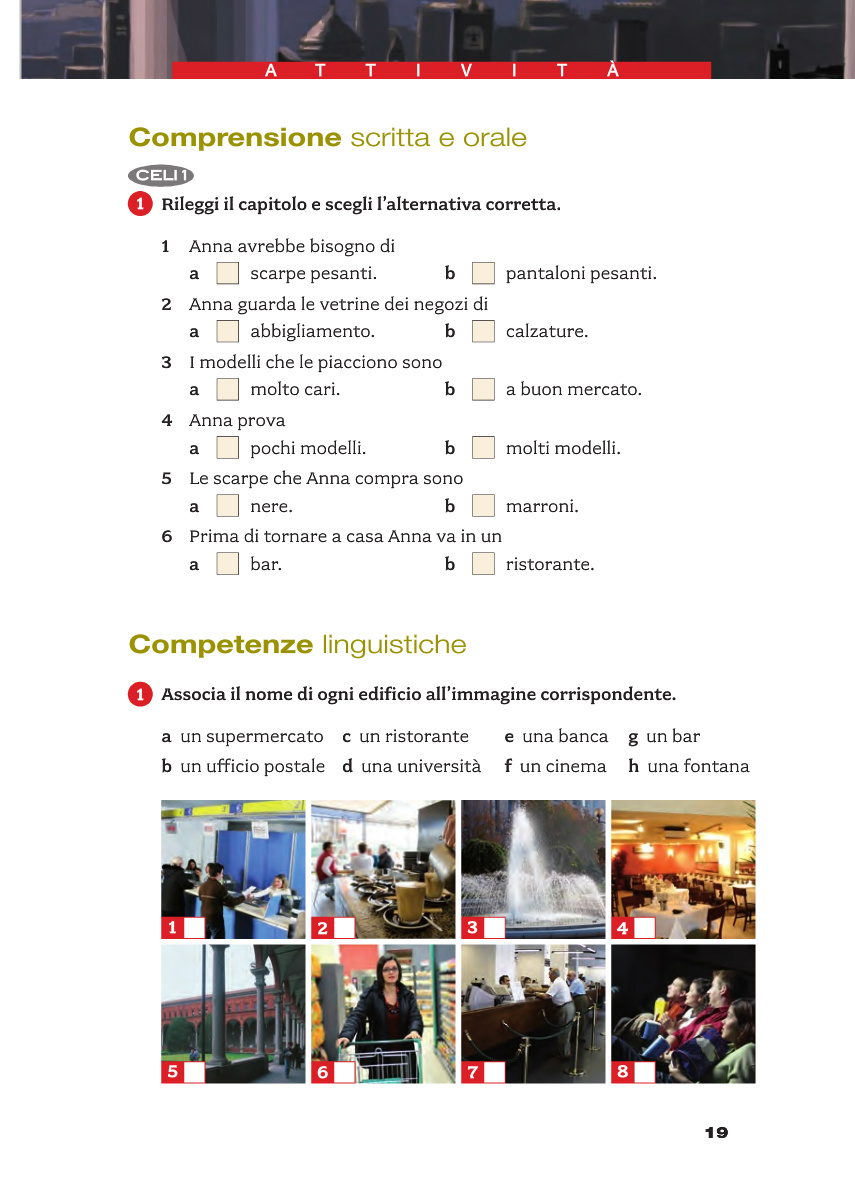 ATTIVITÀ
Comprensione scritta e orale
CELI 1
1 Rileggi il capitolo e scegli l'alternativa corretta.
1 Anna avrebbe bisogno di
a scarpe pesanti. b pantaloni pesanti.
2 Anna guarda le vetrine dei negozi di
a abbigliamento. b calzature.
3 I modelli che le piacciono sono
a molto cari. b a buon mercato.
4 Anna prova
a pochi modelli. b molti modelli.
5 Le scarpe che Anna compra sono
a nere. b marroni.
6 Prima di tornare a casa Anna va in un
a bar. b ristorante.
Competenze linguistiche
1 Associa il nome di ogni edificio all'immagine corrispondente.
a un supermercato c un ristorante e una banca g un bar
b un ufficio postale d una università f un cinema h una fontana
1 2 3 4
5 6 7 8
19